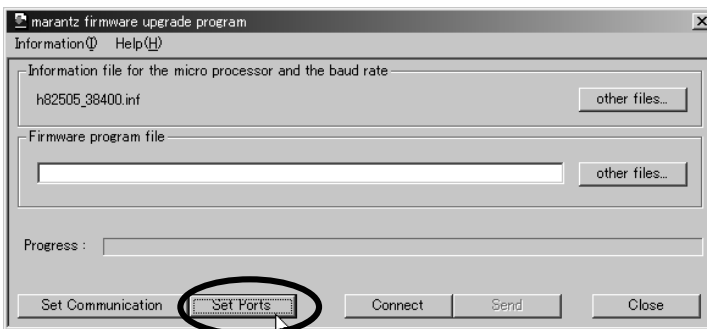 marantz firmware upgrade program
Information(I) Help(H)
Information file for the micro processor and the baud rate
h82505_38400.inf
other files...
Firmware program file
other files...
Progress :
Set Communication Set Ports Connect Send Close